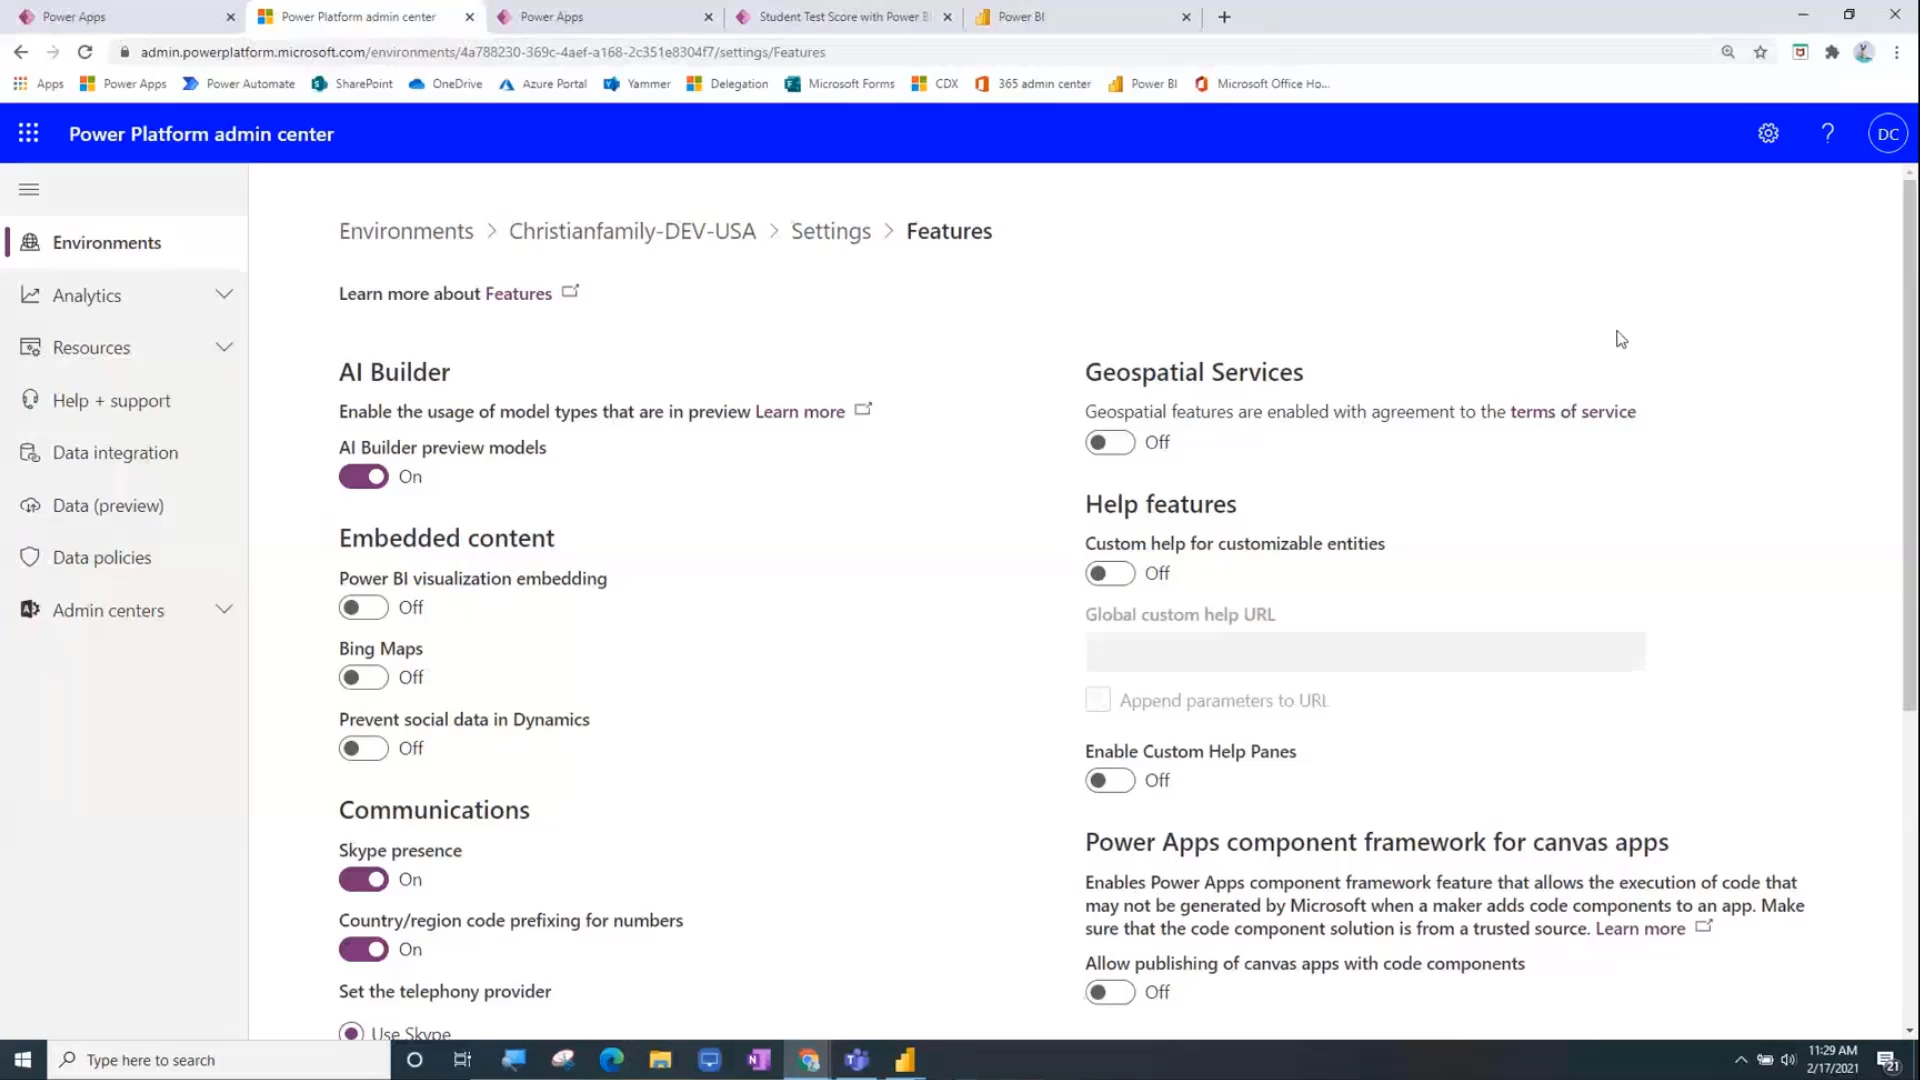 Power Apps
Power Platform admin center
Power Apps
Student Test Score with Power B
Power BI
admin.powerplatform.microsoft.com/environments/4a788230-369c-4aef-a168-2c351e8304f7/settings/Features
Apps
Power Apps
Power Automate
SharePoint
OneDrive
Azure Portal
Yammer
Delegation
Microsoft Forms
CDX
365 admin center
Power BI
Microsoft Office Ho...
Power Platform admin center
DC
Environments
Analytics
Resources
Help + support
Data integration
Data (preview)
Data policies
Admin centers
Environments > Christianfamily-DEV-USA > Settings > Features
Learn more about Features
AI Builder
Enable the usage of model types that are in preview Learn more
AI Builder preview models
On
Embedded content
Power BI visualization embedding
Off
Bing Maps
Off
Prevent social data in Dynamics
Off
Communications
Skype presence
On
Country/region code prefixing for numbers
On
Set the telephony provider
Use Skype
Geospatial Services
Geospatial features are enabled with agreement to the terms of service
Off
Help features
Custom help for customizable entities
Off
Global custom help URL
Append parameters to URL
Enable Custom Help Panes
Off
Power Apps component framework for canvas apps
Enables Power Apps component framework feature that allows the execution of code that
may not be generated by Microsoft when a maker adds code components to an app. Make
sure that the code component solution is from a trusted source. Learn more
Allow publishing of canvas apps with code components
Off
Type here to search
11:29 AM
2/17/2021
21